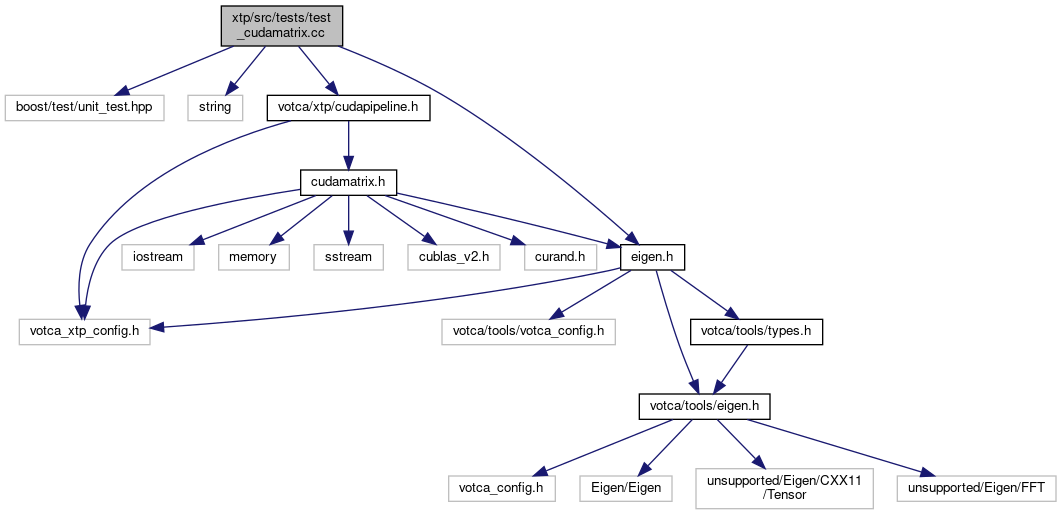 xtp/src/tests/test
_cudamatrix.cc
boost/test/unit_test.hpp
string
votca/xtp/cudapipeline.h
cudamatrix.h
iostream
memory
sstream
cublas_v2.h
curand.h
eigen.h
votca_xtp_config.h
votca/tools/votca_config.h
votca/tools/types.h
votca/tools/eigen.h
votca_config.h
Eigen/Eigen
unsupported/Eigen/CXX11
/Tensor
unsupported/Eigen/FFT